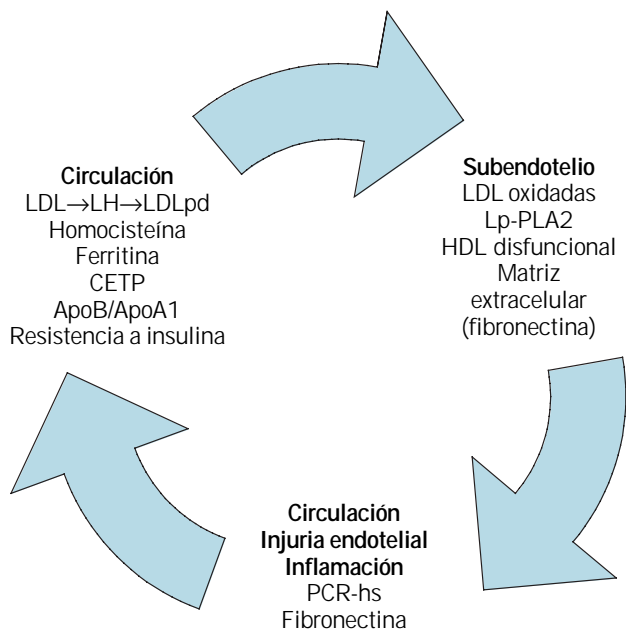 Circulación
LDL→LH→LDLpd
Homocisteína
Ferritina
CETP
ApoB/ApoA1
Resistencia a insulina
Subendotelio
LDL oxidadas
Lp-PLA2
HDL disfuncional
Matriz
extracelular
(fibronectina)
Circulación
Injuria endotelial
Inflamación
PCR-hs
Fibronectina